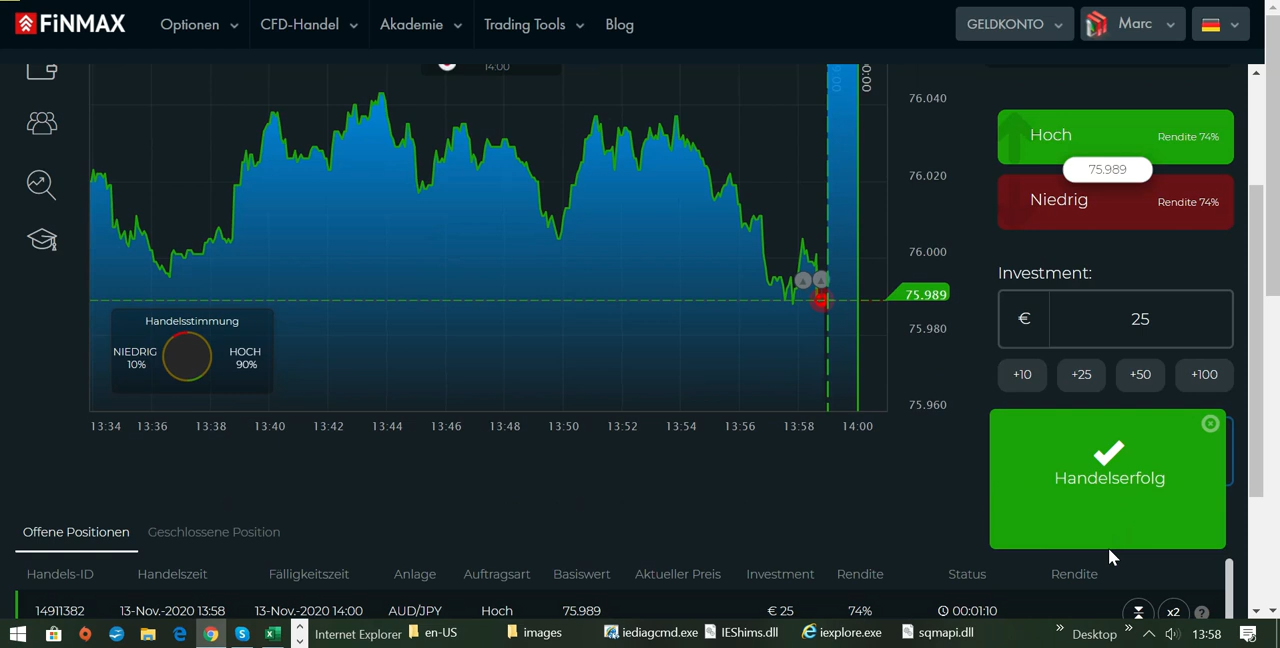 FiNMAX
Optionen
CFD-Handel
Akademie
Trading Tools
Blog
GELDKONTO
Marc
14:00
76.040
76.020
76.000
75.989
75.980
75.960
Handelsstimmung
NIEDRIG
10%
HOCH
90%
13:34 13:36 13:38 13:40 13:42 13:44 13:46 13:48 13:50 13:52 13:54 13:56 13:58 14:00
Hoch
Rendite 74%
75.989
Niedrig
Rendite 74%
Investment:
€ 25
+10 +25 +50 +100
Handelserfolg
Offene Positionen Geschlossene Position
Handels-ID Handelszeit Fälligkeitszeit Anlage Auftragsart Basiswert Aktueller Preis Investment Rendite Status Rendite
14911382 13-Nov.-2020 13:58 13-Nov.-2020 14:00 AUD/JPY Hoch 75.989 € 25 74% 00:01:10 x2 ?
Internet Explorer en-US images iediagcmd.exe IEShims.dll iexplore.exe sqmapi.dll Desktop 13:58